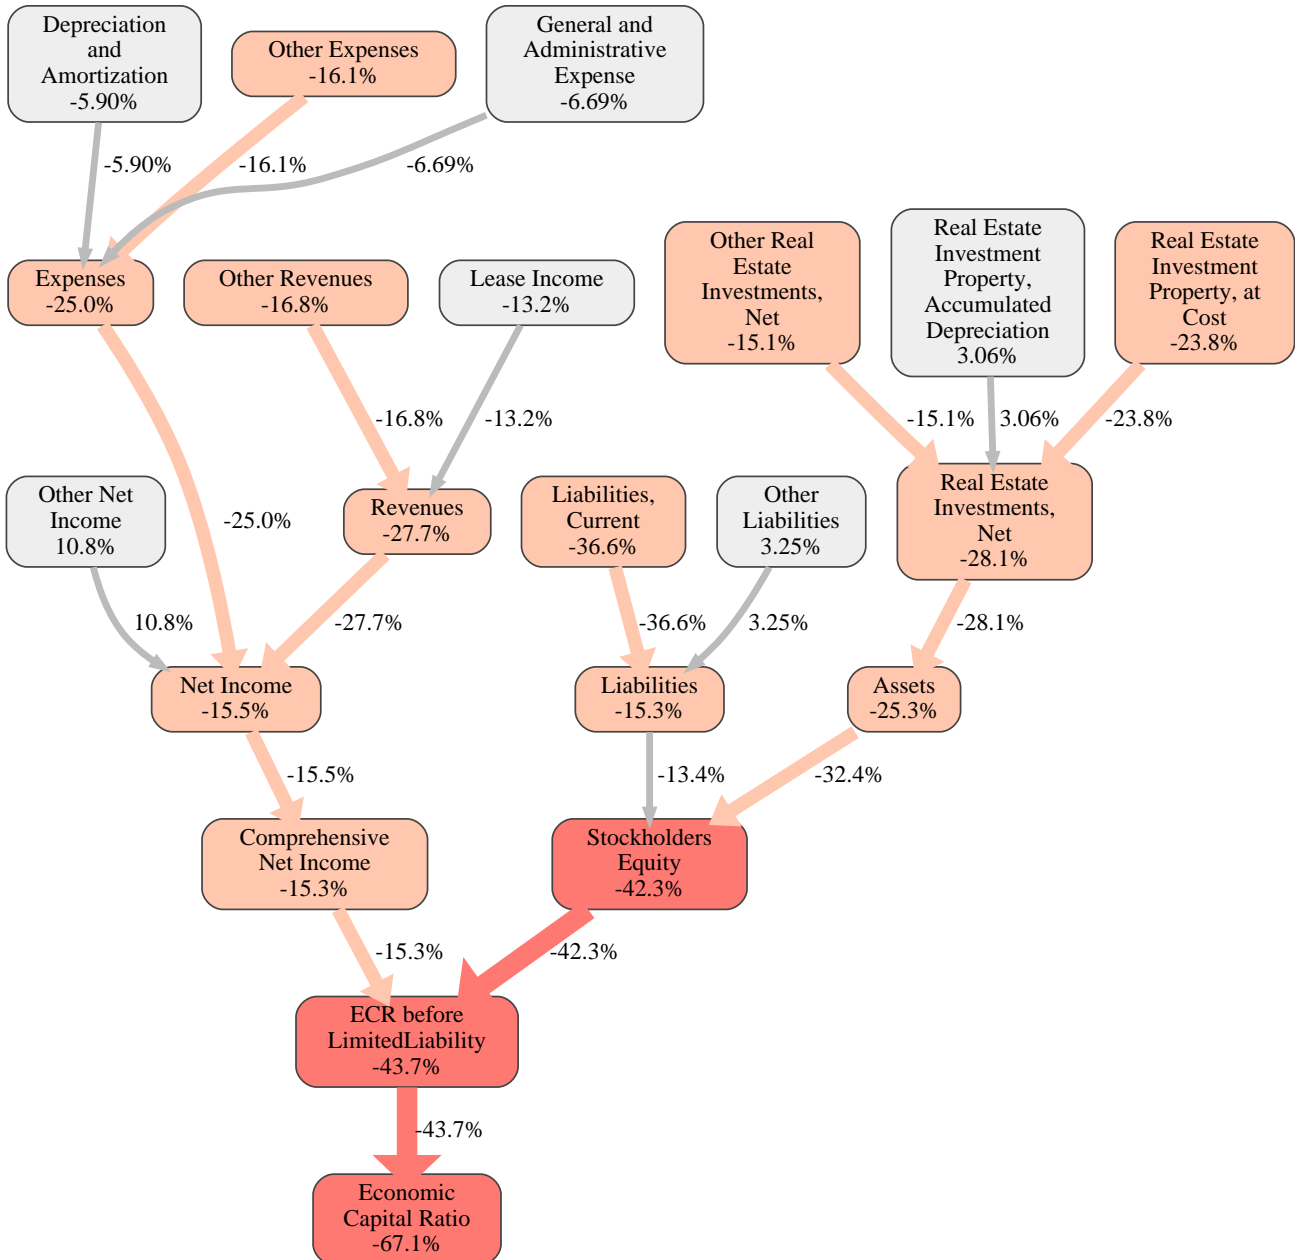 Depreciation
and
Amortization
-5.90%
Other Expenses
-16.1%
General and
Administrative
Expense
-6.69%
-5.90%
-16.1%
-6.69%
Expenses
-25.0%
Other Revenues
-16.8%
Lease Income
-13.2%
Other Real
Estate
Investments,
Net
-15.1%
Real Estate
Investment
Property,
Accumulated
Depreciation
3.06%
Real Estate
Investment
Property, at
Cost
-23.8%
-16.8%
-13.2%
-15.1%
3.06%
-23.8%
Other Net
Income
10.8%
-25.0%
Revenues
-27.7%
Liabilities,
Current
-36.6%
Other
Liabilities
3.25%
Real Estate
Investments,
Net
-28.1%
10.8%
-27.7%
-36.6%
3.25%
-28.1%
Net Income
-15.5%
Liabilities
-15.3%
Assets
-25.3%
-15.5%
-13.4%
-32.4%
Comprehensive
Net Income
-15.3%
Stockholders
Equity
-42.3%
-15.3%
-42.3%
ECR before
LimitedLiability
-43.7%
-43.7%
Economic
Capital Ratio
-67.1%